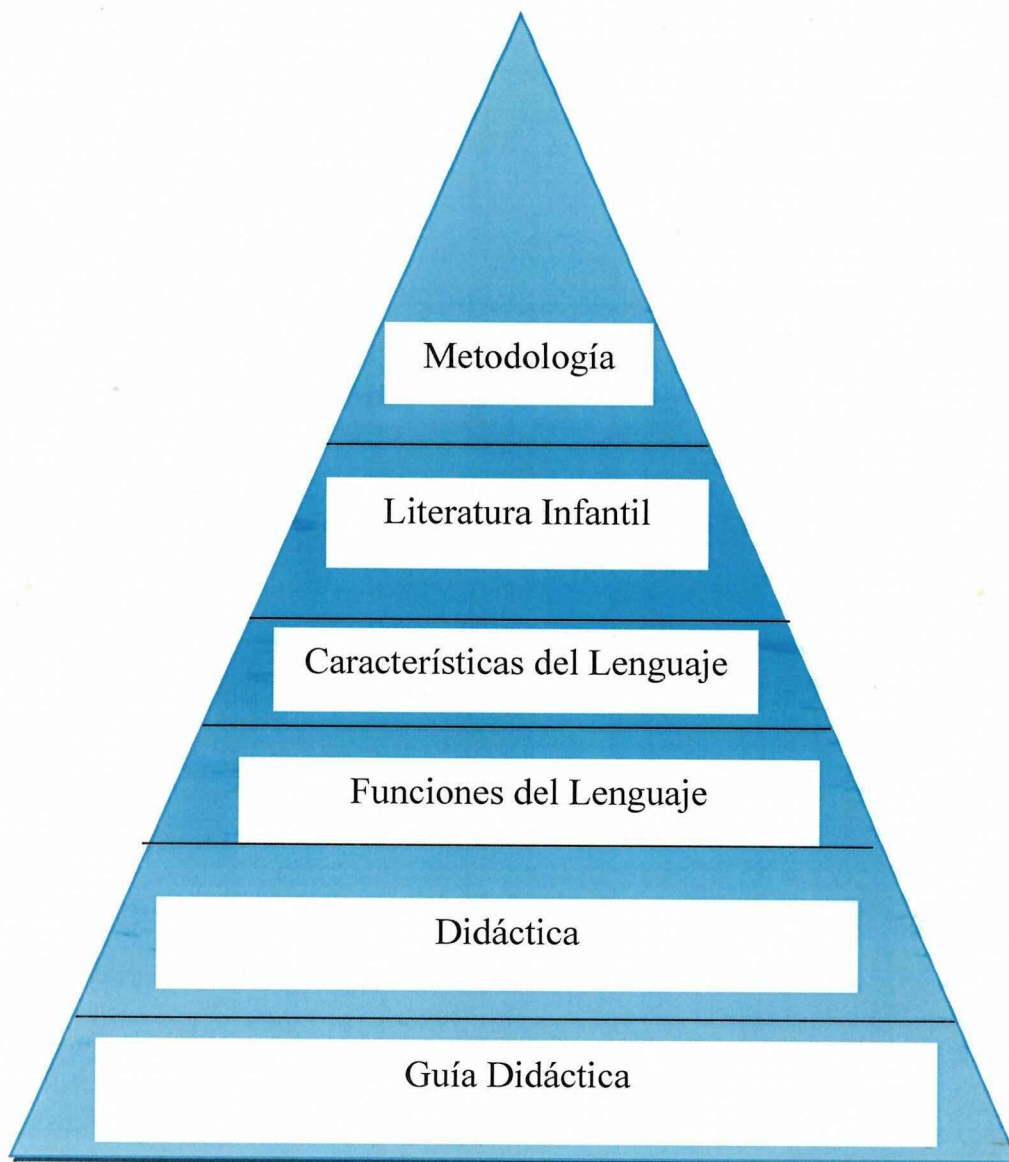 Metodología
Literatura Infantil
Características del Lenguaje
Funciones del Lenguaje
Didáctica
Guía Didáctica